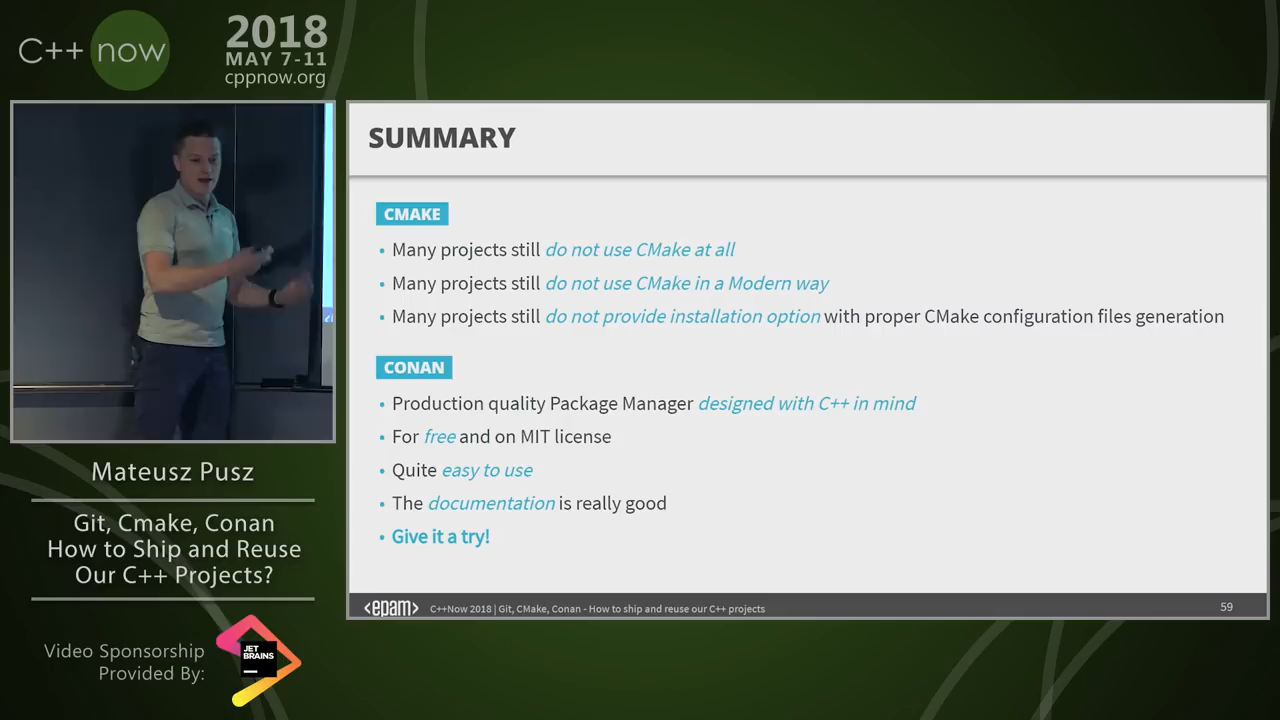 C++ now
2018
MAY 7-11
cppnow.org
SUMMARY
CMAKE
• Many projects still do not use CMake at all
• Many projects still do not use CMake in a Modern way
• Many projects still do not provide installation option with proper CMake configuration files generation
CONAN
• Production quality Package Manager designed with C++ in mind
• For free and on MIT license
• Quite easy to use
• The documentation is really good
• Give it a try!
<epam> C++Now 2018 | Git, CMake, Conan - How to ship and reuse our C++ projects 59
Mateusz Pusz
Git, Cmake, Conan
How to Ship and Reuse
Our C++ Projects?
Video Sponsorship
Provided By:
JET
BRAINS